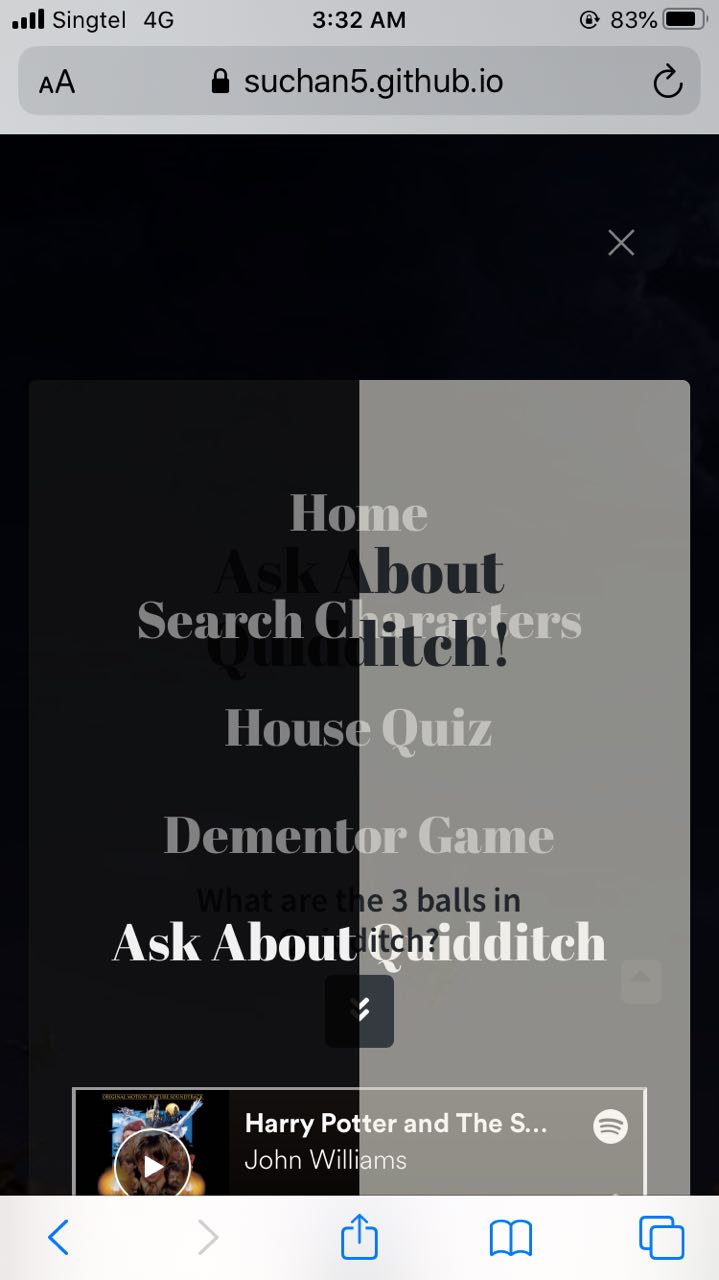 Singtel 4G 3:32 AM 83%
AA suchan5.github.io
Home
Ask About
Search Characters
Quidditch!
House Quiz
Dementor Game
What are the 3 balls in
Quidditch?
Ask About Quidditch
ORIGINAL MOTION PICTURE SOUNDTRACK
Harry Potter and The S...
John Williams